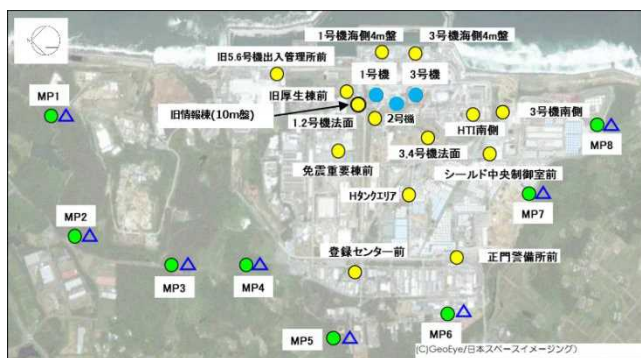 1号機海側4m盤
3号機海側4m盤
旧5.6号機出入管理所前
1号機
3号機
MP1
旧厚生棟前
旧情報棟(10m盤)
1.2号機法面
2号機
3号機南側
HTI南側
MP8
3.4号機法面
免震重要棟前
シールド中央制御室前
Hタンクエリア
MP7
MP2
登録センター前
正門警備所前
MP3
MP4
MP5
MP6
(C)GeoEye/日本スペースイメージング)